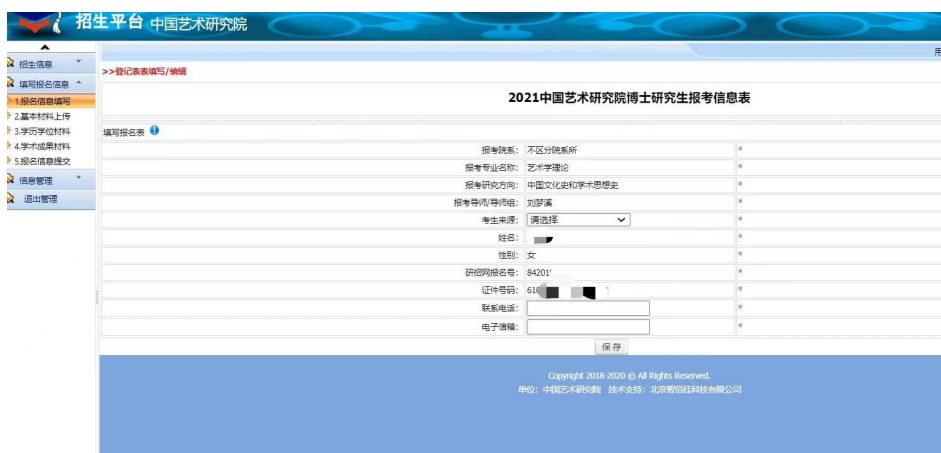 招生平台 中国艺术研究院
用
招生信息
填写报名信息
1.报名信息填写
2.基本材料上传
3.学历学位材料
4.学术成果材料
5.报名信息提交
信息管理
退出管理
>>登记表表填写/编辑
2021中国艺术研究院博士研究生报考信息表
填写报名表
报考院系: 不区分院系所 *
报考专业名称: 艺术学理论 *
报考研究方向: 中国文化史和学术思想史 *
报考导师/导师组: 刘梦溪 *
考生来源: 请选择 *
姓名: *
性别: 女 *
研招网报名号: 84201 *
证件号码: 61 *
联系电话: *
电子信箱: *
保存
Copyright 2018-2020 @ All Rights Reserved.
单位: 中国艺术研究院 技术支持: 北京智信任科技有限公司